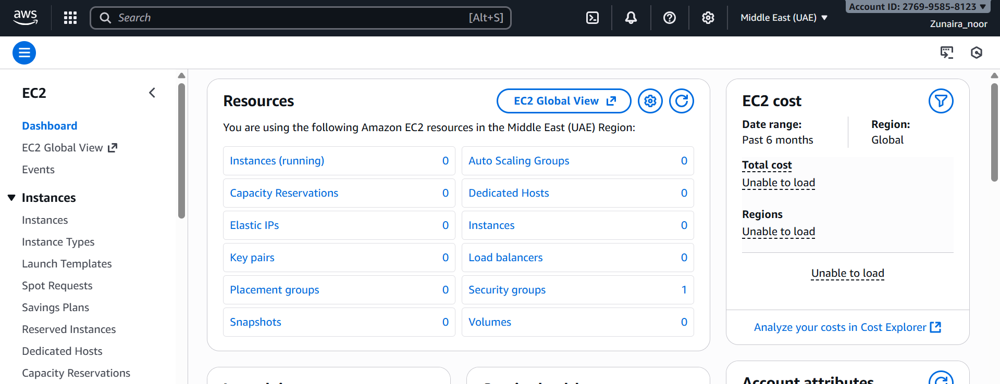 aws
Search
[Alt+S]
Middle East (UAE)
Account ID: 2769-9585-8123
Zunaira_noor
EC2
Dashboard
EC2 Global View
Events
Instances
Instances
Instance Types
Launch Templates
Spot Requests
Savings Plans
Reserved Instances
Dedicated Hosts
Capacity Reservations
Resources
EC2 Global View
You are using the following Amazon EC2 resources in the Middle East (UAE) Region:
Instances (running) 0
Auto Scaling Groups 0
Capacity Reservations 0
Dedicated Hosts 0
Elastic IPs 0
Instances 0
Key pairs 0
Load balancers 0
Placement groups 0
Security groups 1
Snapshots 0
Volumes 0
EC2 cost
Date range:
Past 6 months
Region:
Global
Total cost
Unable to load
Regions
Unable to load
Unable to load
Analyze your costs in Cost Explorer
Account attributes